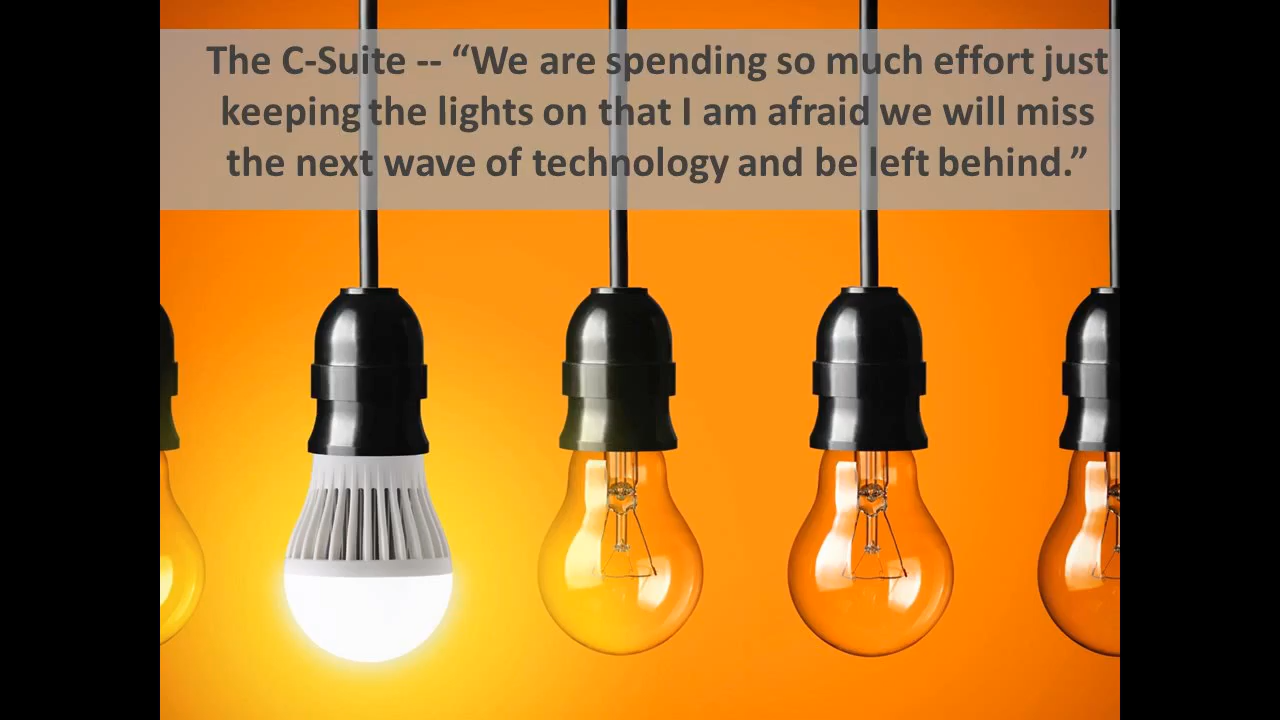 The C-Suite -- “We are spending so much effort just
keeping the lights on that I am afraid we will miss
the next wave of technology and be left behind.”